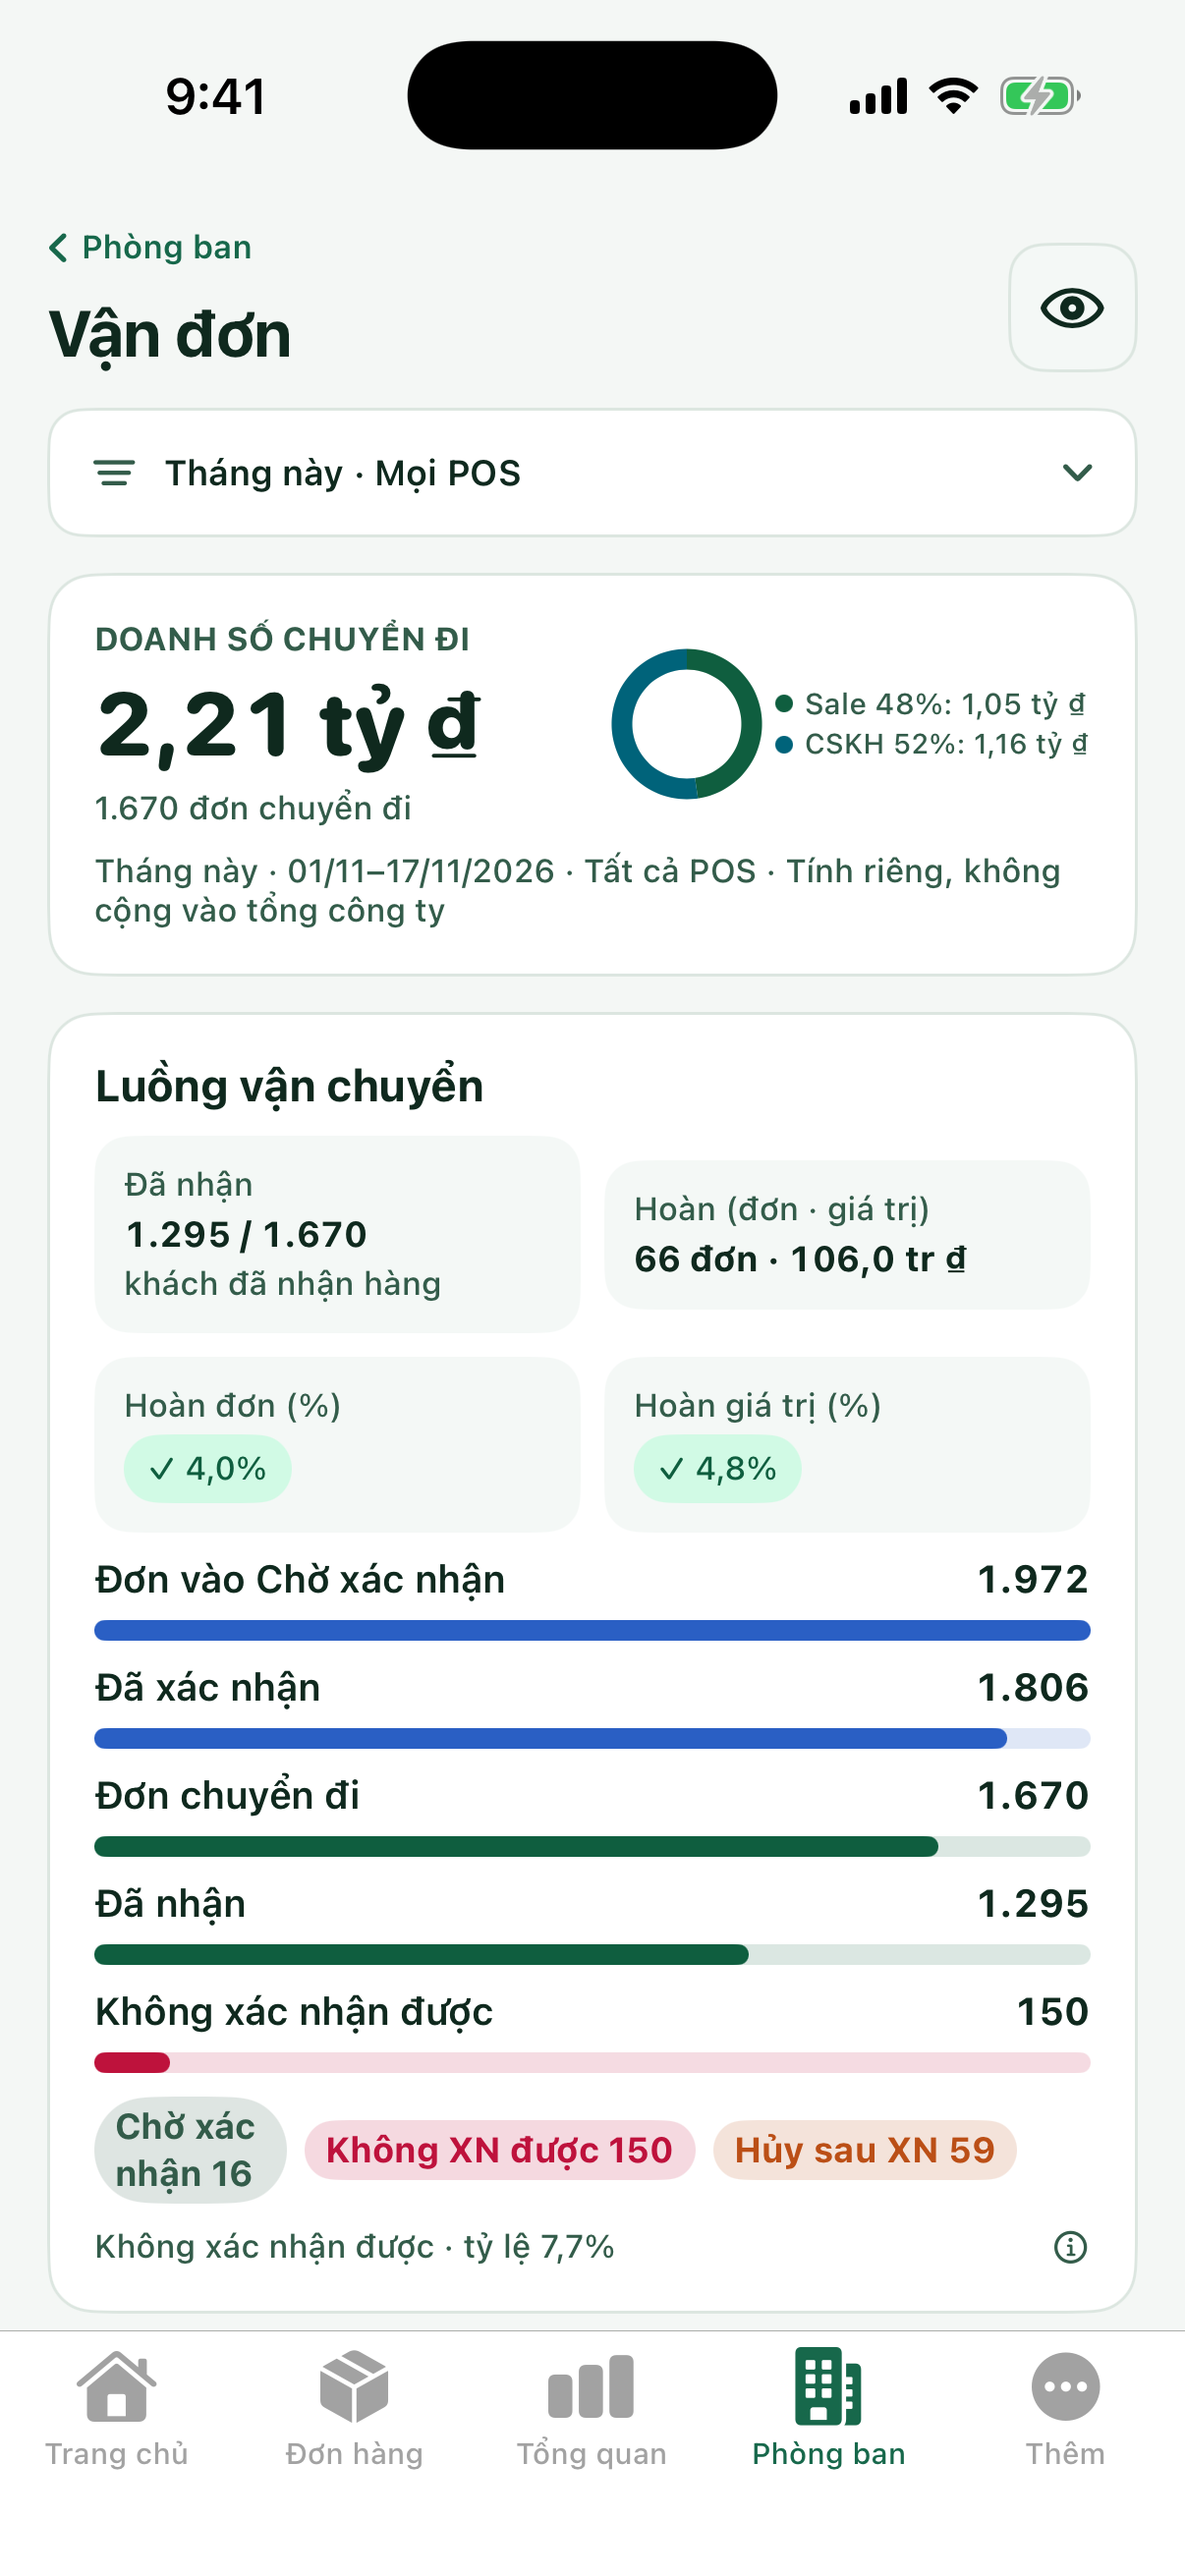 9:41
Phòng ban
Vận đơn
Tháng này · Mọi POS
DOANH SỐ CHUYỂN ĐI
2,21 tỷ ₫
1.670 đơn chuyển đi
Sale 48%: 1,05 tỷ ₫
CSKH 52%: 1,16 tỷ ₫
Tháng này · 01/11–17/11/2026 · Tất cả POS · Tính riêng, không
cộng vào tổng công ty
Luồng vận chuyển
Đã nhận
1.295 / 1.670
khách đã nhận hàng
Hoàn (đơn · giá trị)
66 đơn · 106,0 tr ₫
Hoàn đơn (%)
✓ 4,0%
Hoàn giá trị (%)
✓ 4,8%
Đơn vào Chờ xác nhận 1.972
Đã xác nhận 1.806
Đơn chuyển đi 1.670
Đã nhận 1.295
Không xác nhận được 150
Chờ xác
nhận 16
Không XN được 150
Hủy sau XN 59
Không xác nhận được · tỷ lệ 7,7%
Trang chủ
Đơn hàng
Tổng quan
Phòng ban
Thêm